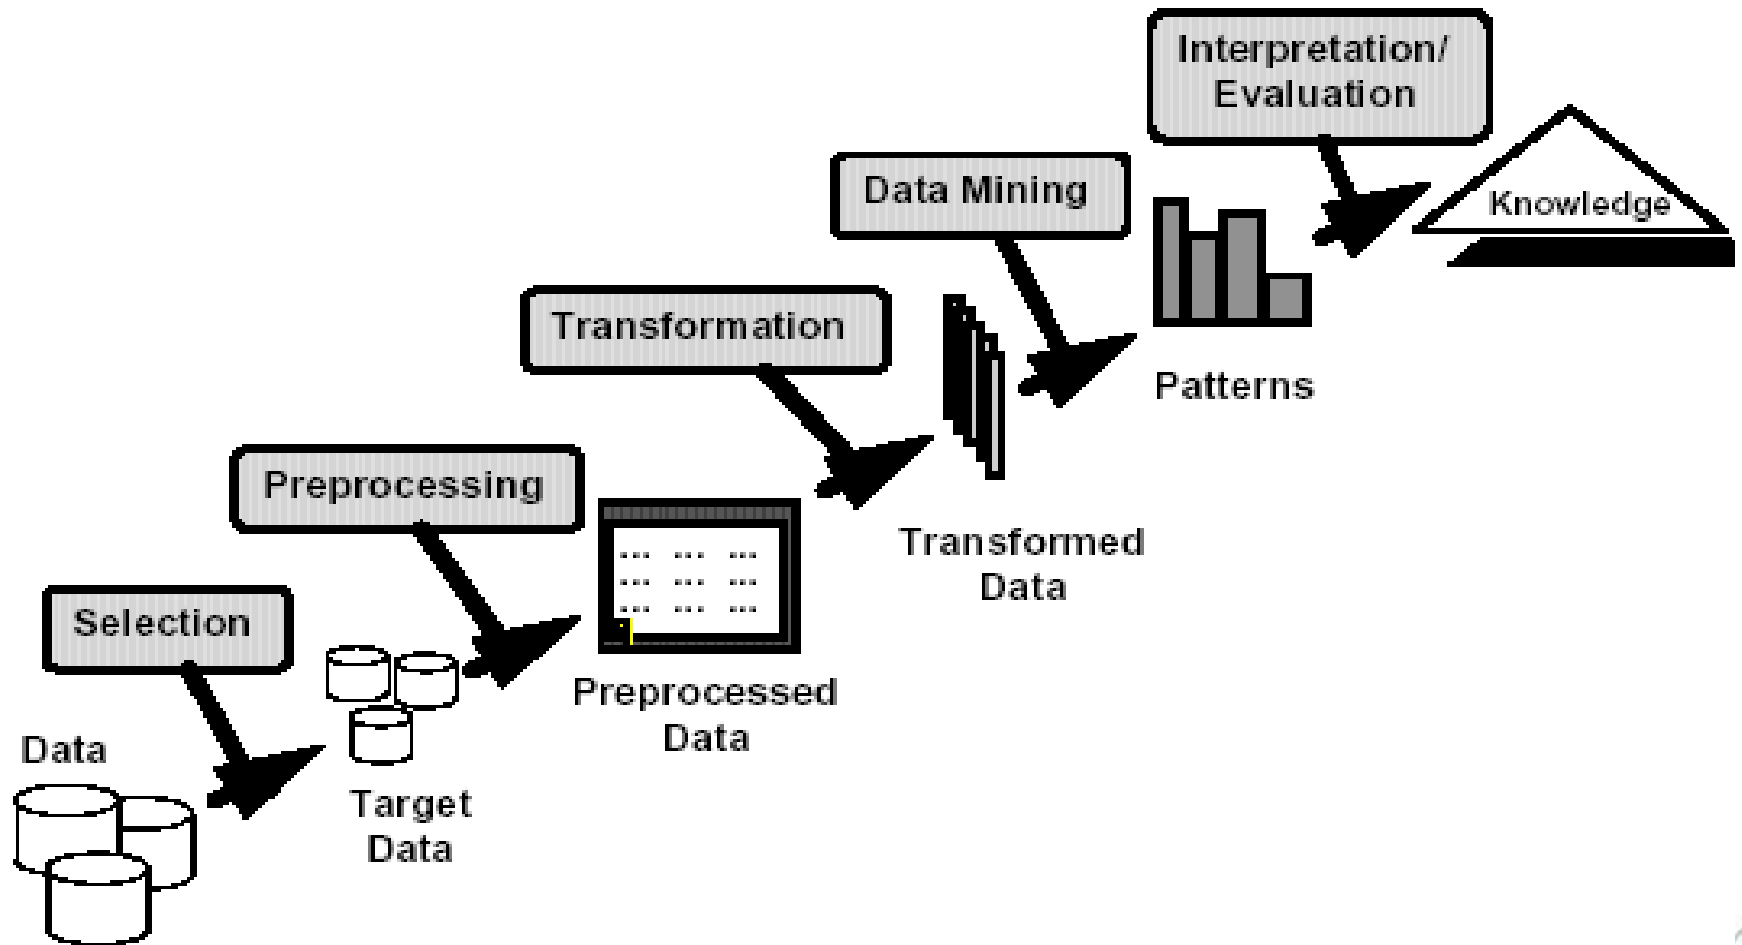 Interpretation/
Evaluation
Data Mining
Knowledge
Transformation
Patterns
Preprocessing
Transformed
Data
Selection
Preprocessed
Data
Data
Target
Data